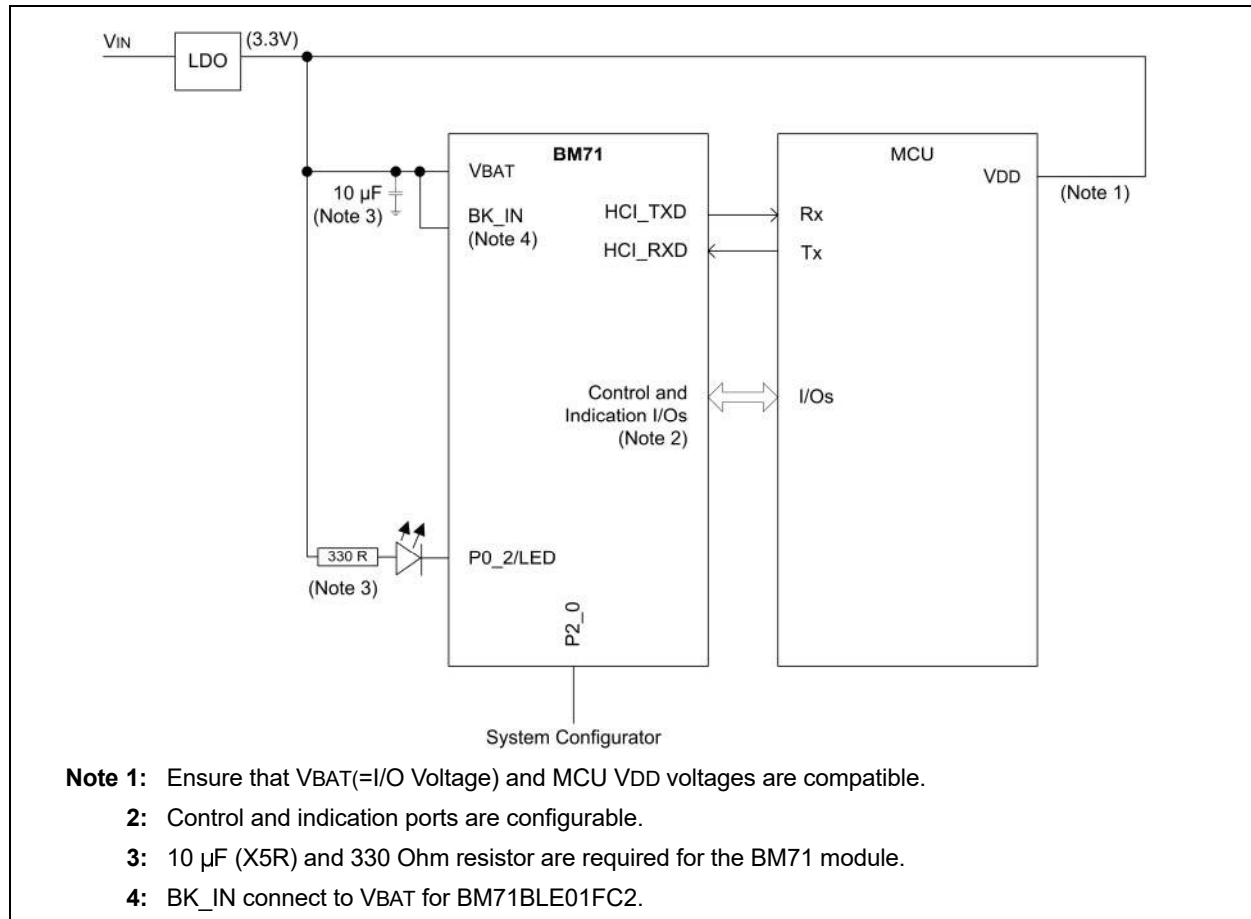 VIN
LDO
(3.3V)
BM71
MCU
VBAT
VDD
10 µF
(Note 3)
(Note 1)
BK_IN
(Note 4)
HCI_TXD
Rx
HCI_RXD
Tx
Control and
Indication I/Os
(Note 2)
I/Os
330 R
(Note 3)
P0_2/LED
P2_0
System Configurator
Note 1: Ensure that VBAT(=I/O Voltage) and MCU VDD voltages are compatible.
2: Control and indication ports are configurable.
3: 10 µF (X5R) and 330 Ohm resistor are required for the BM71 module.
4: BK_IN connect to VBAT for BM71BLE01FC2.